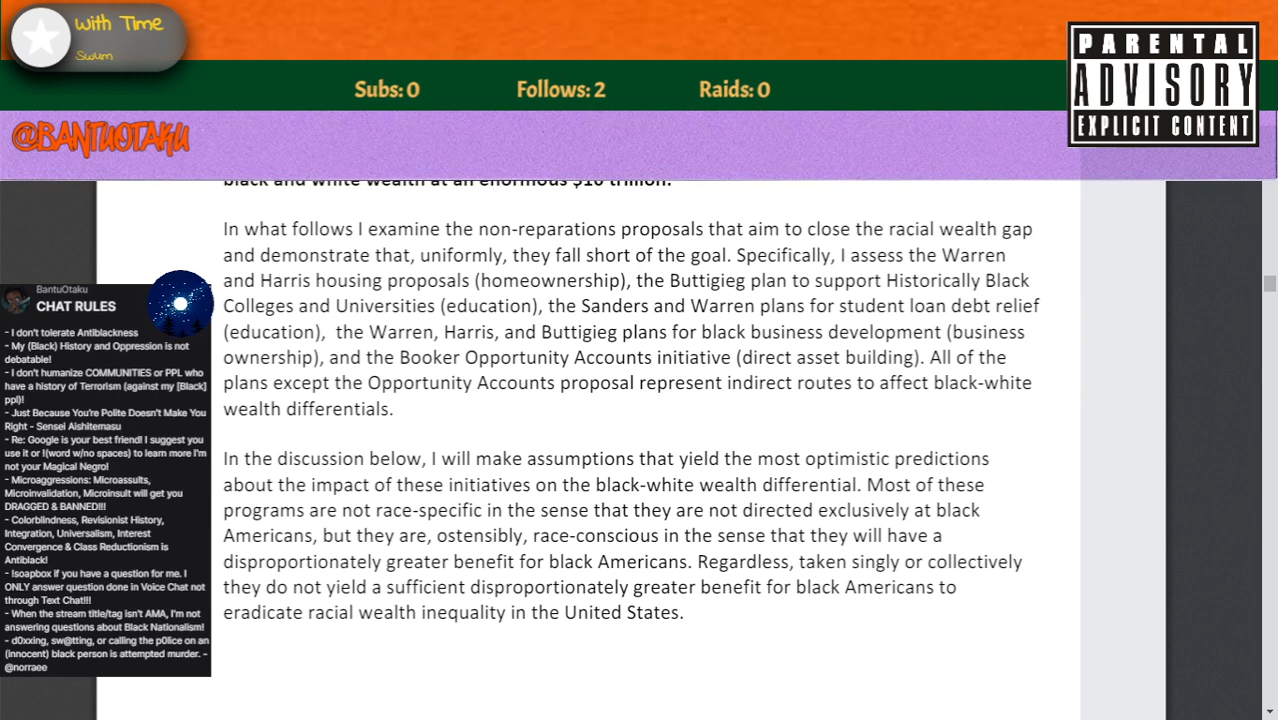 With Time
Swum
PARENTAL
ADVISORY
EXPLICIT CONTENT
Subs: 0
Follows: 2
Raids: 0
@BANTUOTAKU
black and white wealth at an enormous $10 trillion.
In what follows I examine the non-reparations proposals that aim to close the racial wealth gap
and demonstrate that, uniformly, they fall short of the goal. Specifically, I assess the Warren
and Harris housing proposals (homeownership), the Buttigieg plan to support Historically Black
Colleges and Universities (education), the Sanders and Warren plans for student loan debt relief
(education),  the Warren, Harris, and Buttigieg plans for black business development (business
ownership), and the Booker Opportunity Accounts initiative (direct asset building). All of the
plans except the Opportunity Accounts proposal represent indirect routes to affect black-white
wealth differentials.
In the discussion below, I will make assumptions that yield the most optimistic predictions
about the impact of these initiatives on the black-white wealth differential. Most of these
programs are not race-specific in the sense that they are not directed exclusively at black
Americans, but they are, ostensibly, race-conscious in the sense that they will have a
disproportionately greater benefit for black Americans. Regardless, taken singly or collectively
they do not yield a sufficient disproportionately greater benefit for black Americans to
eradicate racial wealth inequality in the United States.
BantuOtaku
CHAT RULES
- I don't tolerate Antiblackness
- My (Black) History and Oppression is not
debatable!
- I don't humanize COMMUNITIES or PPL who
have a history of Terrorism (against my [Black]
ppl)!
- Just Because You're Polite Doesn't Make You
Right - Sensei Aishitemasu
- Re: Google is your best friend! I suggest you
use it or !(word w/no spaces) to learn more I'm
not your Magical Negro!
- Microaggressions: Microassults,
Microinvalidation, Microinsult will get you
DRAGGED & BANNED!!!
- Colorblindness, Revisionist History,
Integration, Universalism, Interest
Convergence & Class Reductionism is
Antiblack!
- !soapbox if you have a question for me. I
ONLY answer question done in Voice Chat not
through Text Chat!!!
- When the stream title/tag isn't AMA, I'm not
answering questions about Black Nationalism!
- d0xxing, sw@tting, or calling the p0lice on an
(innocent) black person is attempted murder. -
@norraee